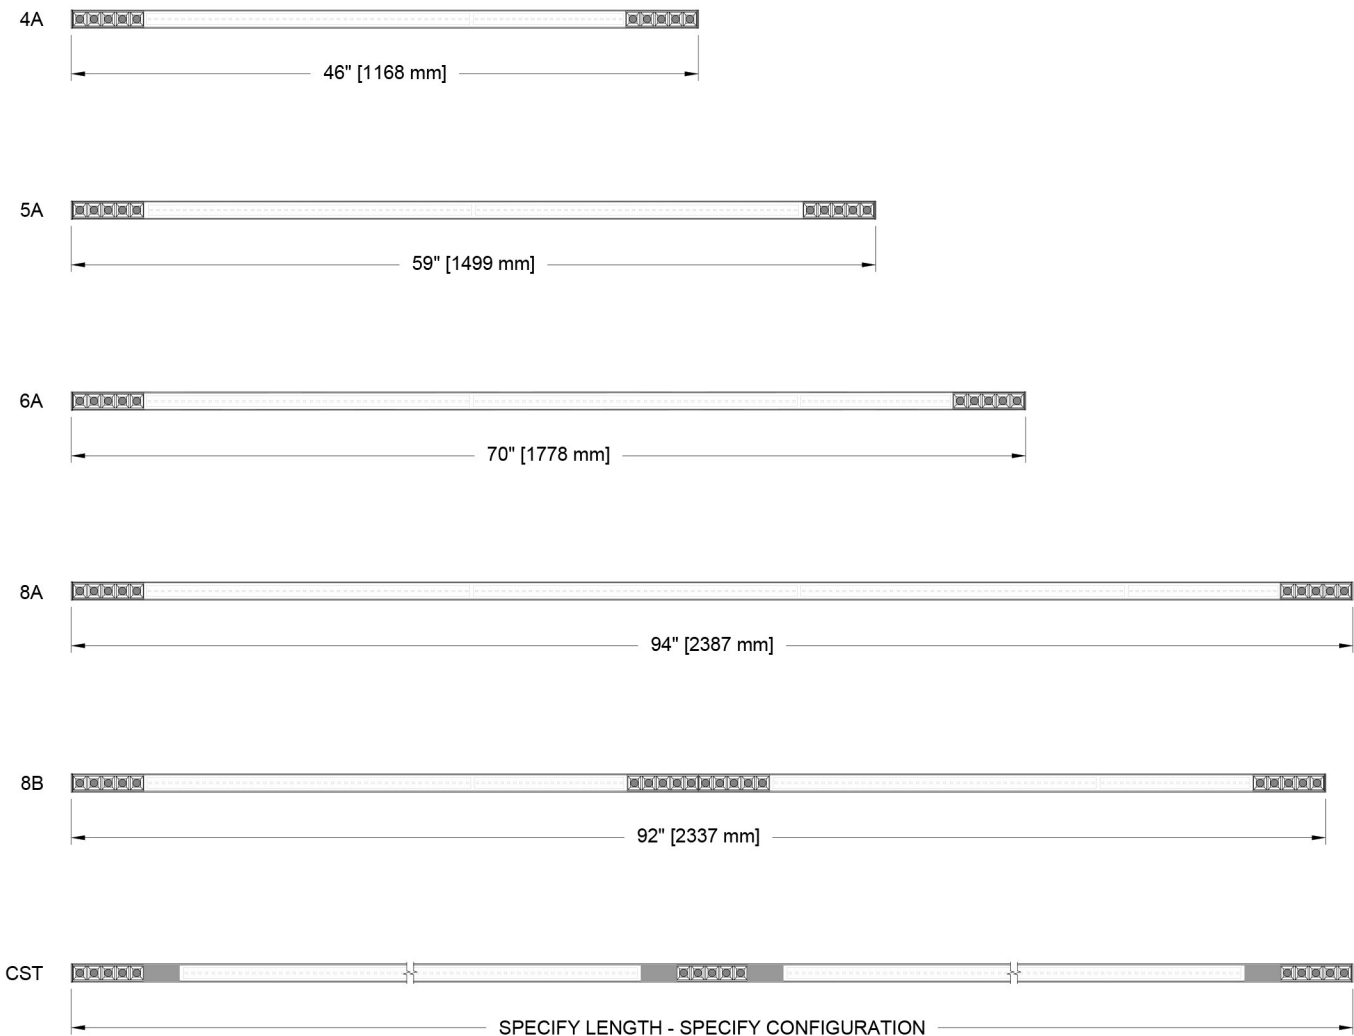 4A
46" [1168 mm]
5A
59" [1499 mm]
6A
70" [1778 mm]
8A
94" [2387 mm]
8B
92" [2337 mm]
CST
SPECIFY LENGTH - SPECIFY CONFIGURATION